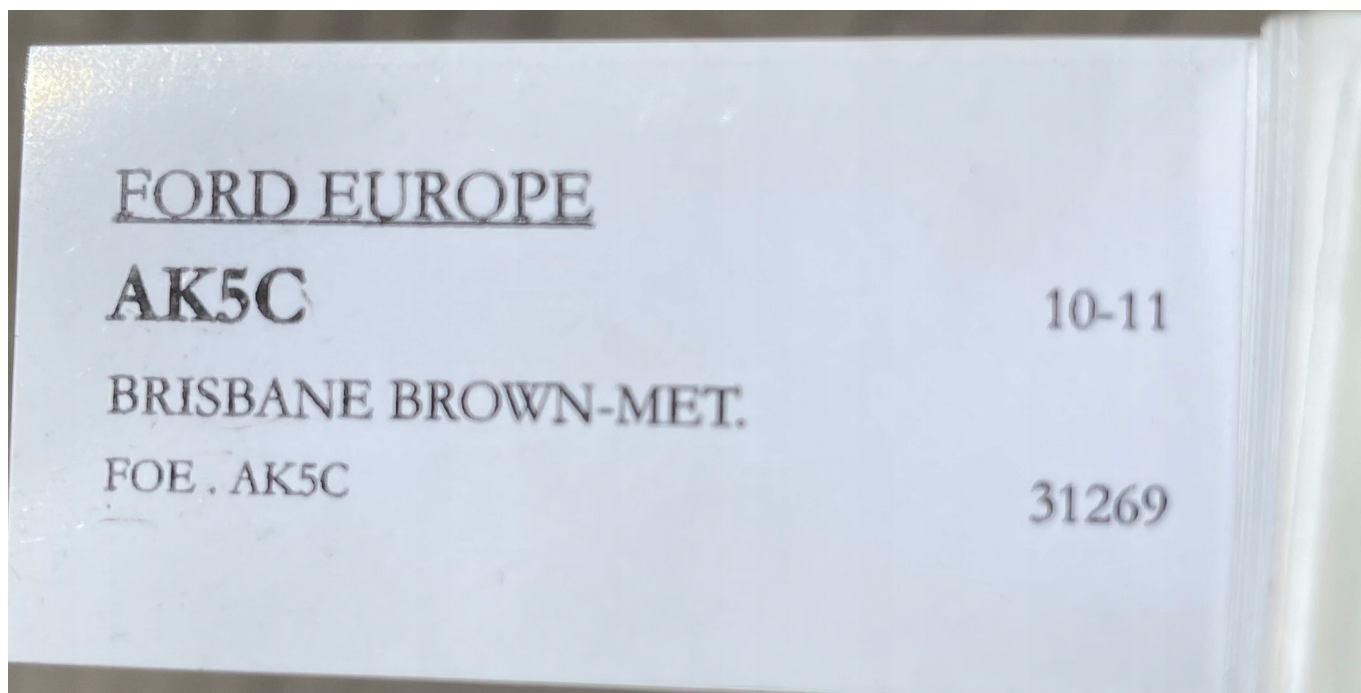 FORD EUROPE
AK5C 10-11
BRISBANE BROWN-MET.
FOE . AK5C 31269